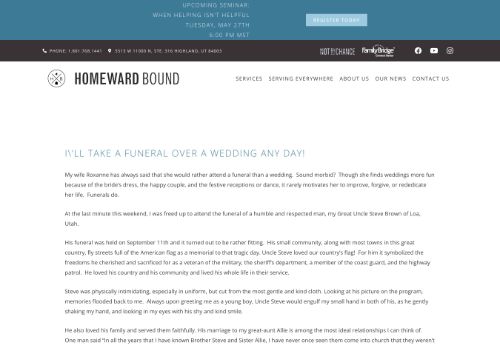 UPCOMING SEMINAR:
WHEN HELPING ISN'T HELPFUL
TUESDAY, MAY 27TH
6:00 PM MST
REGISTER TODAY
PHONE: 1.801.768.1441 5513 W 11000 N, STE. 316 HIGHLAND, UT 84003
NOT BY CHANCE FamilyBridge
HOMEWARD BOUND
SERVICES SERVING EVERYWHERE ABOUT US OUR NEWS CONTACT US
I\'LL TAKE A FUNERAL OVER A WEDDING ANY DAY!
My wife Roxanne has always said that she would rather attend a funeral than a wedding. Sound morbid? Though she finds weddings more fun
because of the bride's dress, the happy couple, and the festive receptions or dance, it rarely motivates her to improve, forgive, or rededicate
her life. Funerals do.
At the last minute this weekend, I was freed up to attend the funeral of a humble and respected man, my Great Uncle Steve Brown of Loa,
Utah.
His funeral was held on September 11th and it turned out to be rather fitting. His small community, along with most towns in this great
country, fly streets full of the American flag as a memorial to that tragic day. Uncle Steve loved our country's flag! For him it symbolized the
freedoms he cherished and sacrificed for as a veteran of the military, the sheriff's department, a member of the coast guard, and the highway
patrol. He loved his country and his community and lived his whole life in their service.
Steve was physically intimidating, especially in uniform, but cut from the most gentle and kind cloth. Looking at his picture on the program,
memories flooded back to me. Always upon greeting me as a young boy, Uncle Steve would engulf my small hand in both of his, as he gently
shaking my hand, and looking in my eyes with his shy and kind smile.
He also loved his family and served them faithfully. His marriage to my great-aunt Allie is among the most ideal relationships I can think of.
One man said "In all the years that I have known Brother Steve and Sister Allie, I have never once seen them come into church that they weren't